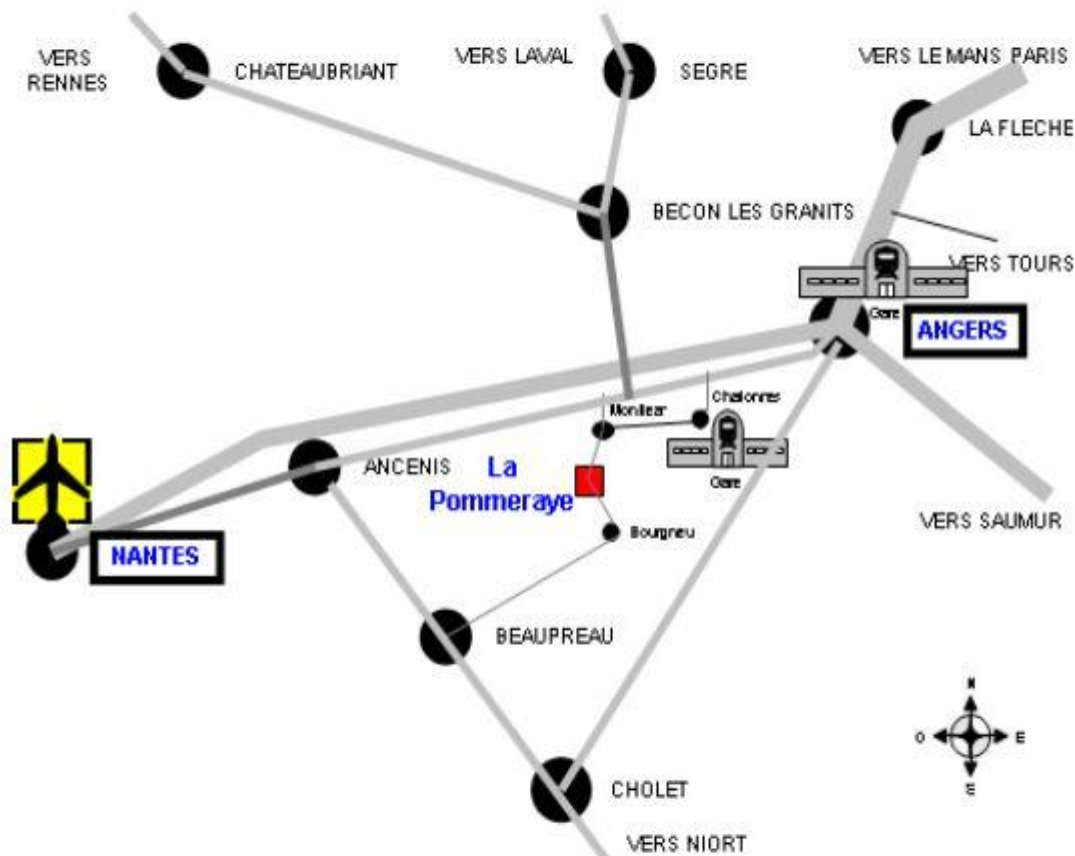 VERS
RENNES
CHATEAUBRIANT
VERS LAVAL
SEGRE
VERS LE MANS PARIS
LA FLECHE
BECON LES GRANITS
VERS TOURS
Gare
ANGERS
Chalonnes
ANCENIS
La
Pommeraye
Gare
NANTES
Bourgneu
VERS SAUMUR
BEAUPREAU
N
O
E
S
CHOLET
VERS NIORT